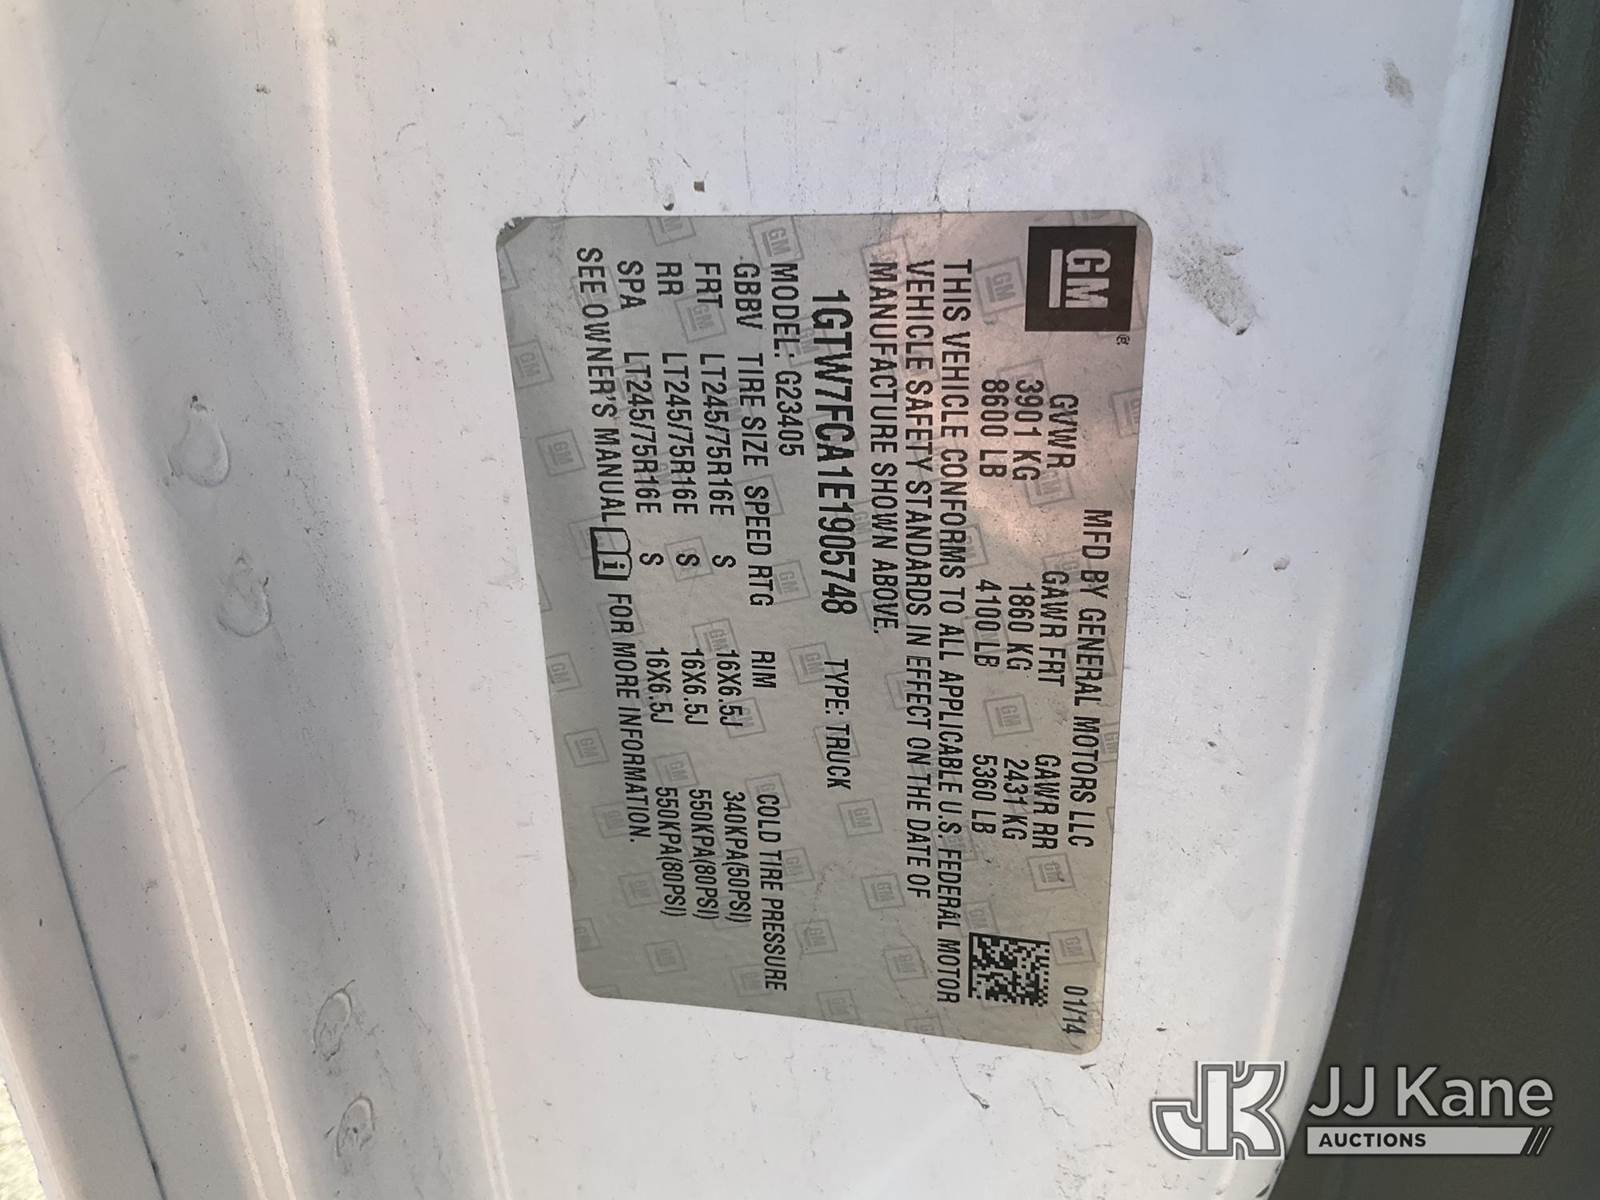 GM
MFD BY GENERAL MOTORS LLC 01/14
GVWR GAWR FRT GAWR RR
3901 KG 1860 KG 2431 KG
8600 LB 4100 LB 5360 LB
THIS VEHICLE CONFORMS TO ALL APPLICABLE U.S. FEDERAL MOTOR
VEHICLE SAFETY STANDARDS IN EFFECT ON THE DATE OF
MANUFACTURE SHOWN ABOVE.
1GTW7FCA1E1905748 TYPE: TRUCK
MODEL: G23405
GBBV TIRE SIZE SPEED RTG RIM COLD TIRE PRESSURE
FRT LT245/75R16E S 16X6.5J 340KPA(50PSI)
RR LT245/75R16E S 16X6.5J 550KPA(80PSI)
SPA LT245/75R16E S 16X6.5J 550KPA(80PSI)
SEE OWNER'S MANUAL i FOR MORE INFORMATION.
JK JJ Kane
AUCTIONS